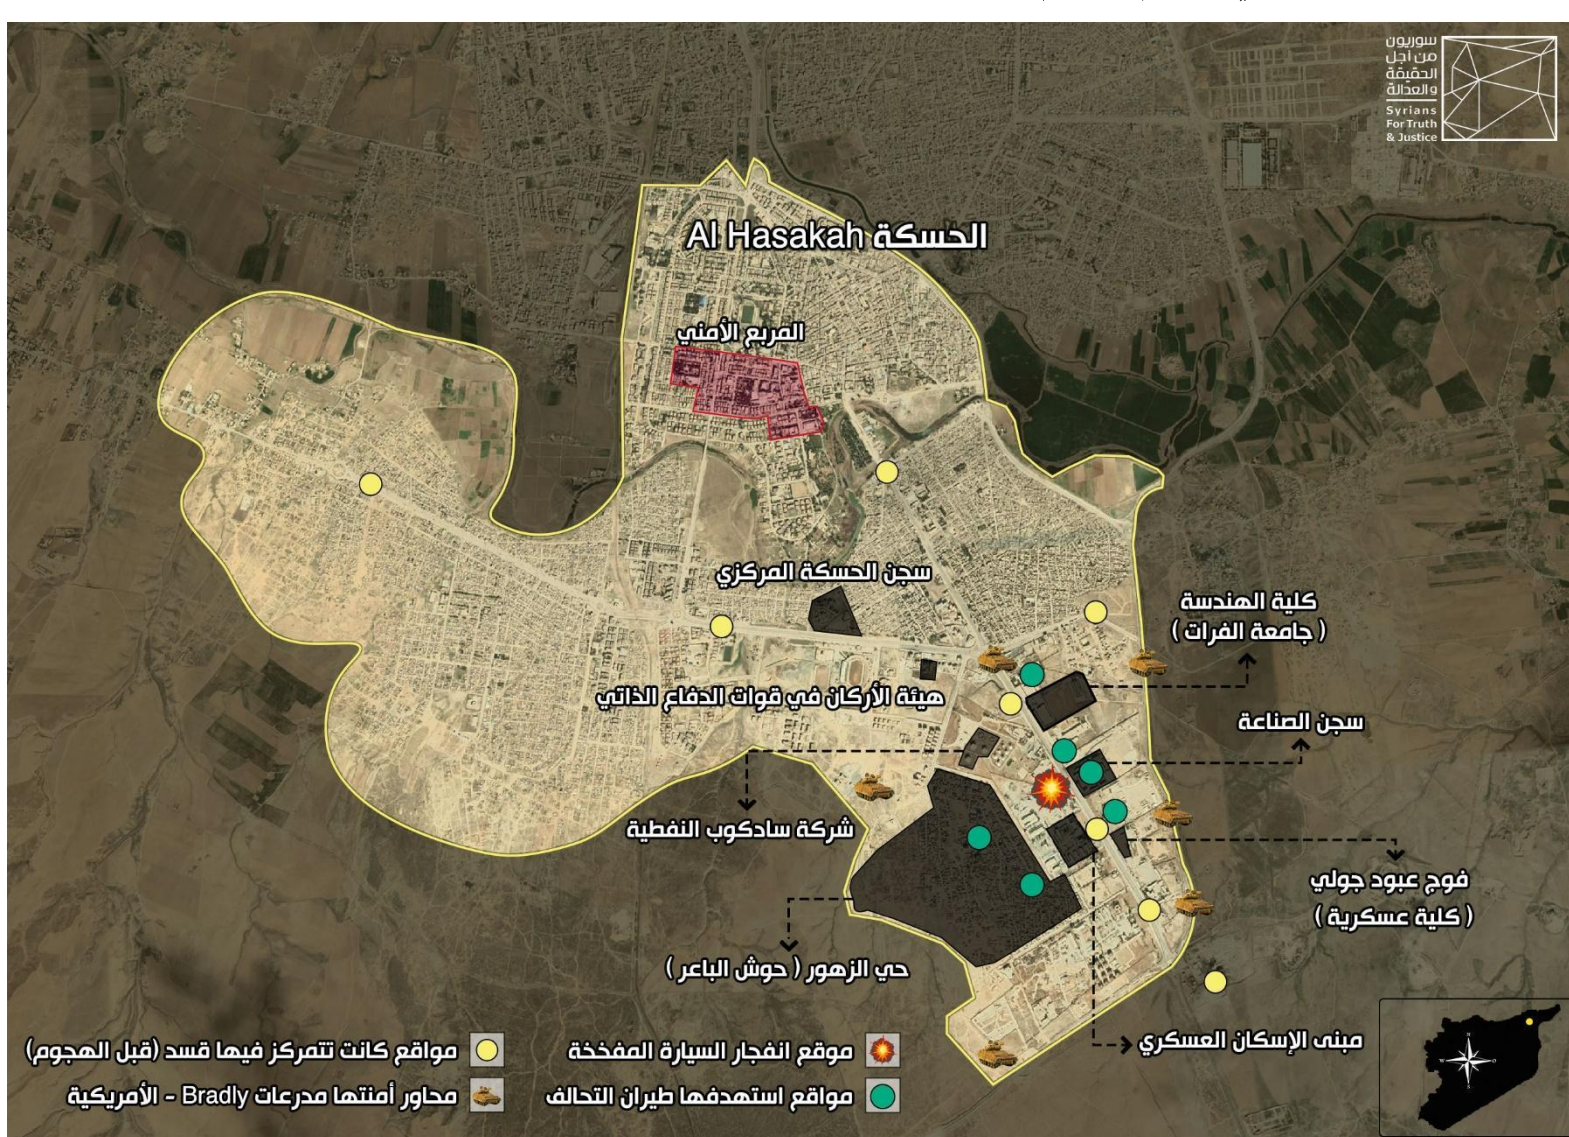 سوريون
من أجل
الحقيقة
والعدالة
Syrians
For Truth
& Justice
الحسكة Al Hasakah
المربع الأمني
سجن الحسكة المركزي
كلية الهندسة
( جامعة الفرات )
هيئة الأركان في قوات الدفاع الذاتي
سجن الصناعة
شركة سادكوب النفطية
فوج عبود جولي
( كلية عسكرية )
حي الزهور ( حوش الباعر )
مبنى الإسكان العسكري
موقع انفجار السيارة المفخخة
مواقع كانت تتمركز فيها قسد (قبل الهجوم)
مواقع استهدفها طيران التحالف
محاور أمنتها مدرعات Bradly - الأمريكية